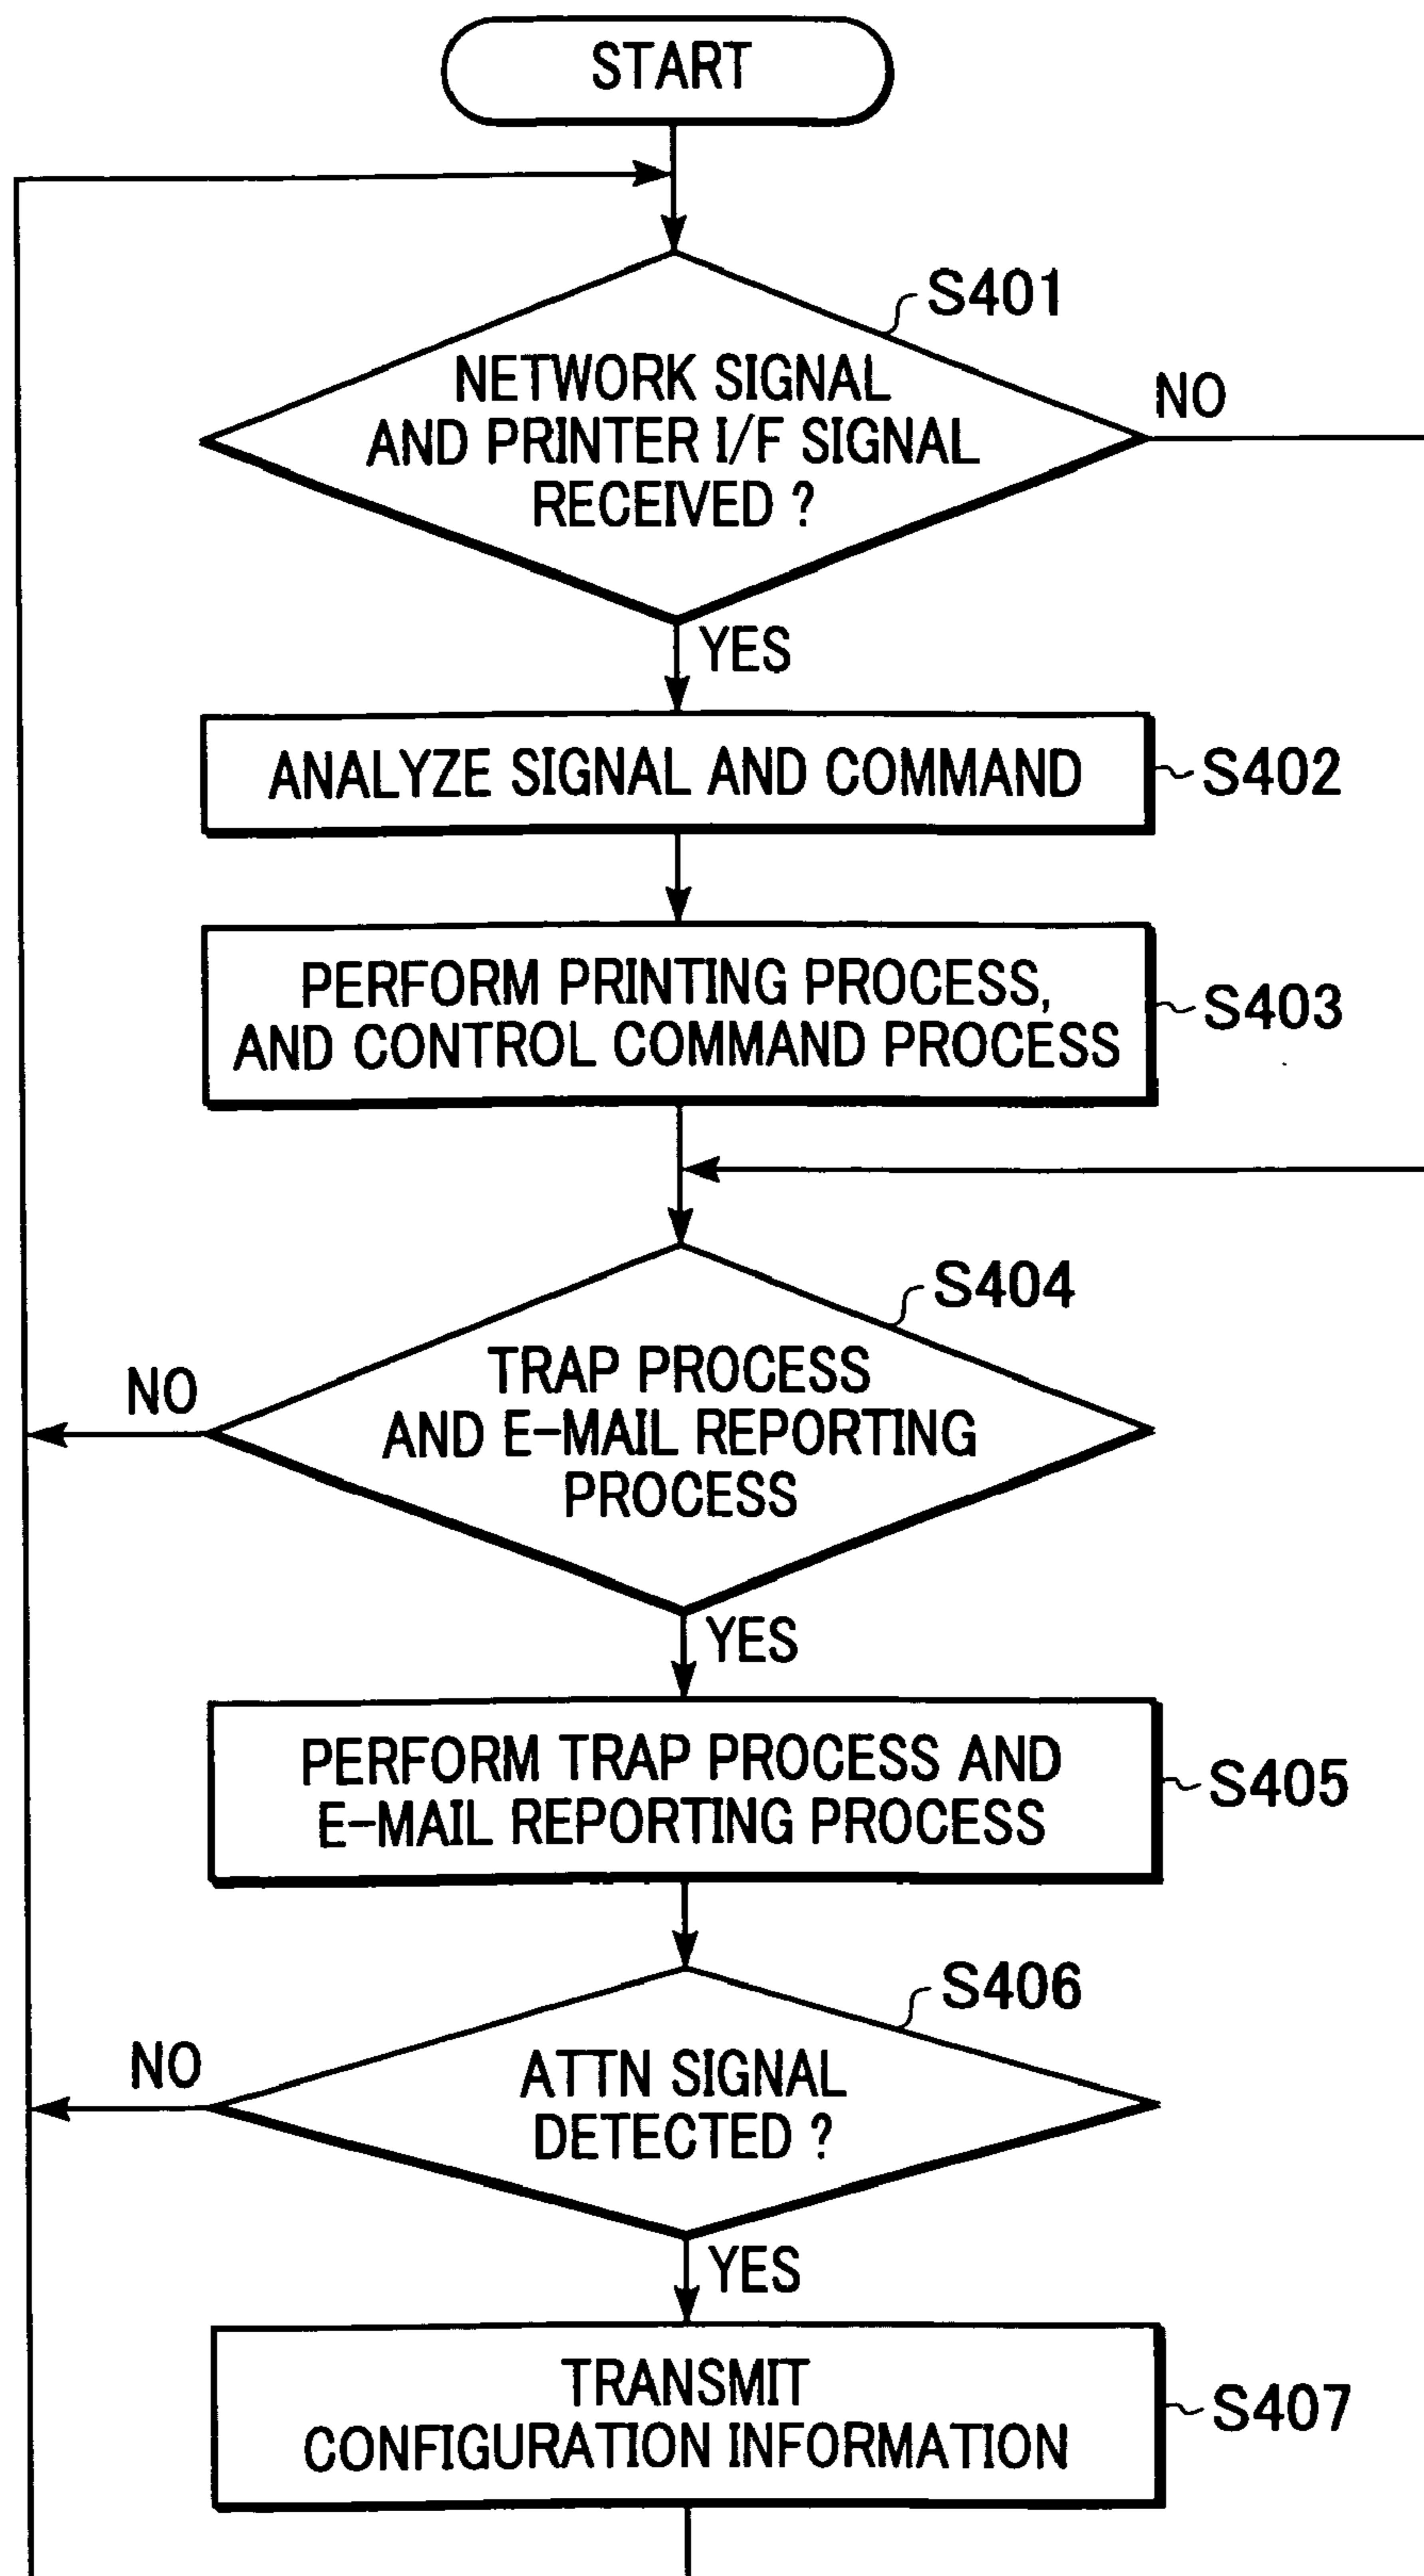 START
S401
NETWORK SIGNAL
AND PRINTER I/F SIGNAL
RECEIVED ?
NO
YES
ANALYZE SIGNAL AND COMMAND
S402
PERFORM PRINTING PROCESS,
AND CONTROL COMMAND PROCESS
S403
S404
TRAP PROCESS
AND E-MAIL REPORTING
PROCESS
NO
YES
PERFORM TRAP PROCESS AND
E-MAIL REPORTING PROCESS
S405
S406
ATTN SIGNAL
DETECTED ?
NO
YES
TRANSMIT
CONFIGURATION INFORMATION
S407